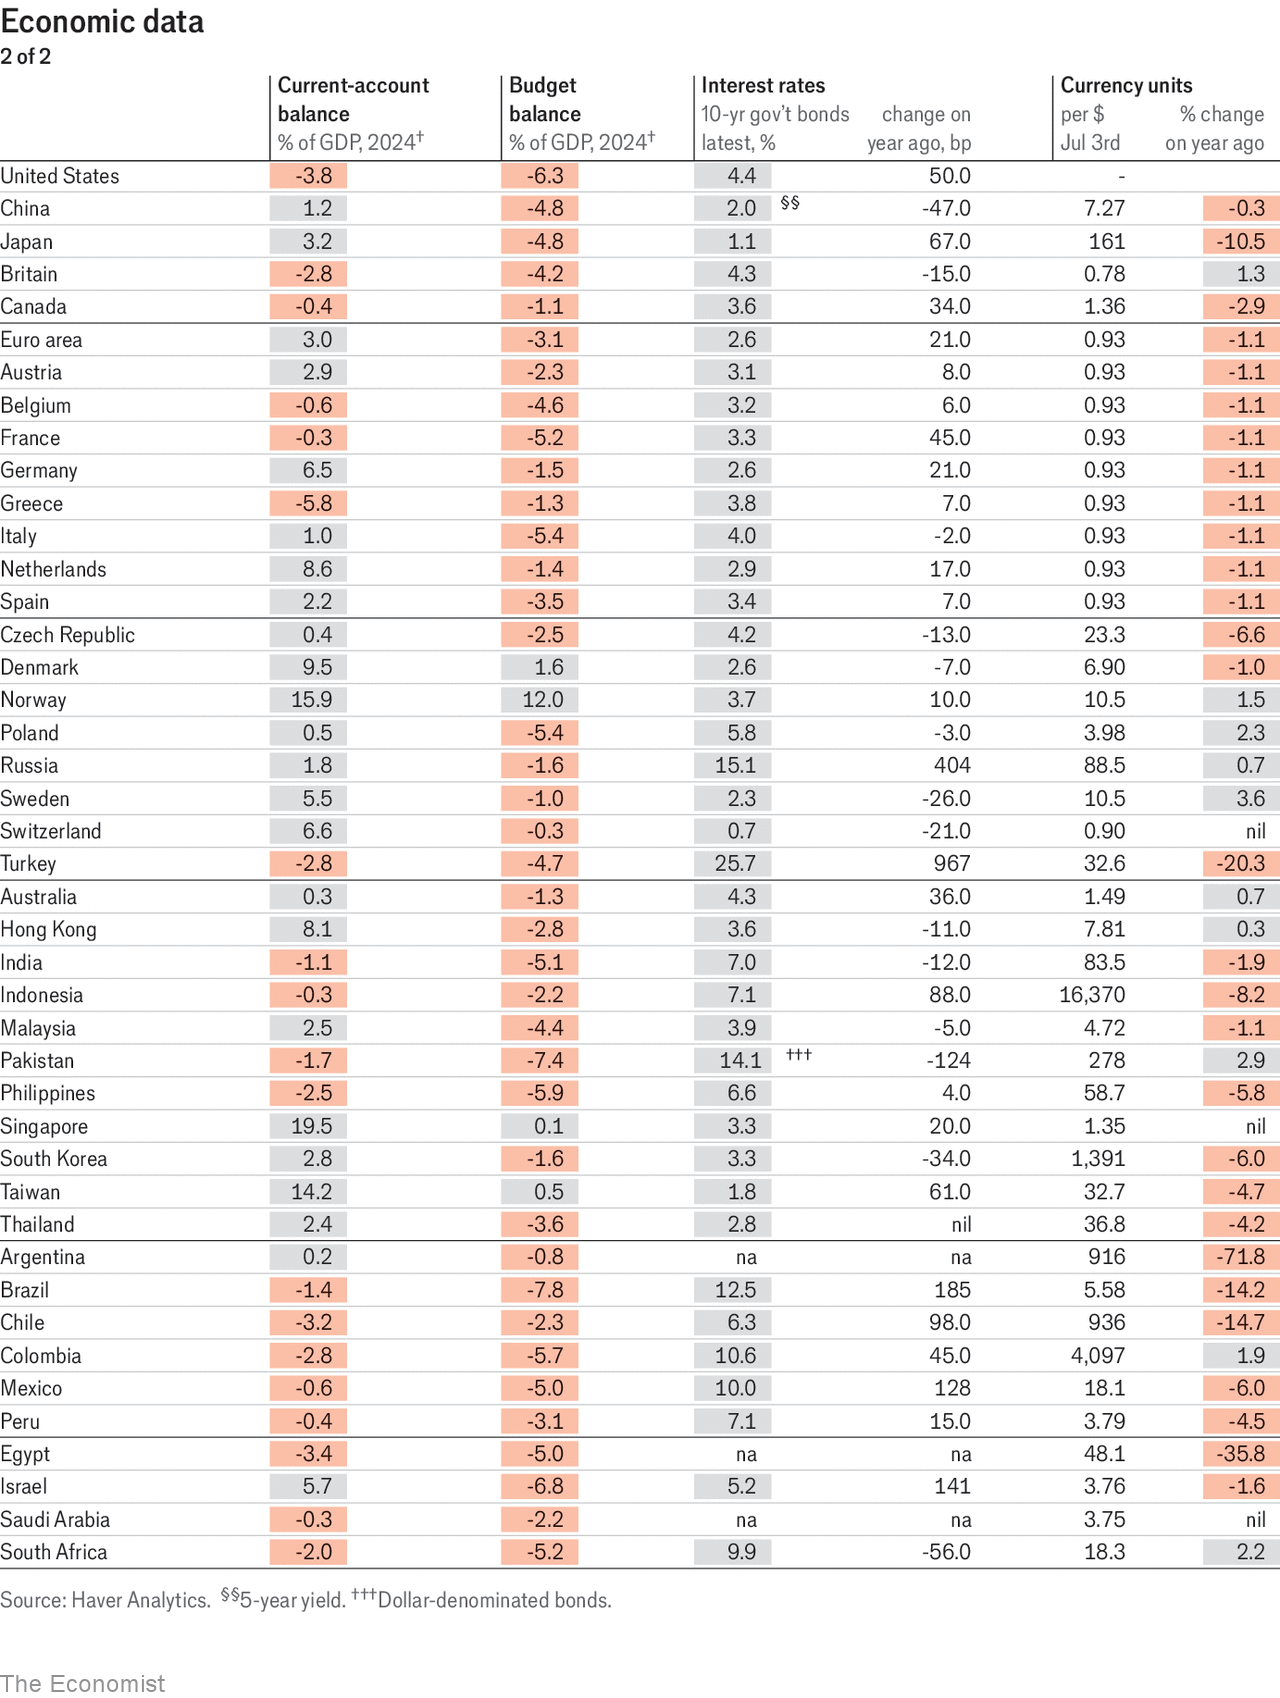 Economic data
2 of 2
Current-account Budget Interest rates Currency units
balance balance 10-yr gov't bonds change on per $ % change
% of GDP, 2024† % of GDP, 2024† latest, % year ago, bp Jul 3rd on year ago
United States -3.8 -6.3 4.4 50.0 -
China 1.2 -4.8 2.0 §§ -47.0 7.27 -0.3
Japan 3.2 -4.8 1.1 67.0 161 -10.5
Britain -2.8 -4.2 4.3 -15.0 0.78 1.3
Canada -0.4 -1.1 3.6 34.0 1.36 -2.9
Euro area 3.0 -3.1 2.6 21.0 0.93 -1.1
Austria 2.9 -2.3 3.1 8.0 0.93 -1.1
Belgium -0.6 -4.6 3.2 6.0 0.93 -1.1
France -0.3 -5.2 3.3 45.0 0.93 -1.1
Germany 6.5 -1.5 2.6 21.0 0.93 -1.1
Greece -5.8 -1.3 3.8 7.0 0.93 -1.1
Italy 1.0 -5.4 4.0 -2.0 0.93 -1.1
Netherlands 8.6 -1.4 2.9 17.0 0.93 -1.1
Spain 2.2 -3.5 3.4 7.0 0.93 -1.1
Czech Republic 0.4 -2.5 4.2 -13.0 23.3 -6.6
Denmark 9.5 1.6 2.6 -7.0 6.90 -1.0
Norway 15.9 12.0 3.7 10.0 10.5 1.5
Poland 0.5 -5.4 5.8 -3.0 3.98 2.3
Russia 1.8 -1.6 15.1 404 88.5 0.7
Sweden 5.5 -1.0 2.3 -26.0 10.5 3.6
Switzerland 6.6 -0.3 0.7 -21.0 0.90 nil
Turkey -2.8 -4.7 25.7 967 32.6 -20.3
Australia 0.3 -1.3 4.3 36.0 1.49 0.7
Hong Kong 8.1 -2.8 3.6 -11.0 7.81 0.3
India -1.1 -5.1 7.0 -12.0 83.5 -1.9
Indonesia -0.3 -2.2 7.1 88.0 16,370 -8.2
Malaysia 2.5 -4.4 3.9 -5.0 4.72 -1.1
Pakistan -1.7 -7.4 14.1 ††† -124 278 2.9
Philippines -2.5 -5.9 6.6 4.0 58.7 -5.8
Singapore 19.5 0.1 3.3 20.0 1.35 nil
South Korea 2.8 -1.6 3.3 -34.0 1,391 -6.0
Taiwan 14.2 0.5 1.8 61.0 32.7 -4.7
Thailand 2.4 -3.6 2.8 nil 36.8 -4.2
Argentina 0.2 -0.8 na na 916 -71.8
Brazil -1.4 -7.8 12.5 185 5.58 -14.2
Chile -3.2 -2.3 6.3 98.0 936 -14.7
Colombia -2.8 -5.7 10.6 45.0 4,097 1.9
Mexico -0.6 -5.0 10.0 128 18.1 -6.0
Peru -0.4 -3.1 7.1 15.0 3.79 -4.5
Egypt -3.4 -5.0 na na 48.1 -35.8
Israel 5.7 -6.8 5.2 141 3.76 -1.6
Saudi Arabia -0.3 -2.2 na na 3.75 nil
South Africa -2.0 -5.2 9.9 -56.0 18.3 2.2
Source: Haver Analytics. §§5-year yield. †††Dollar-denominated bonds.
The Economist